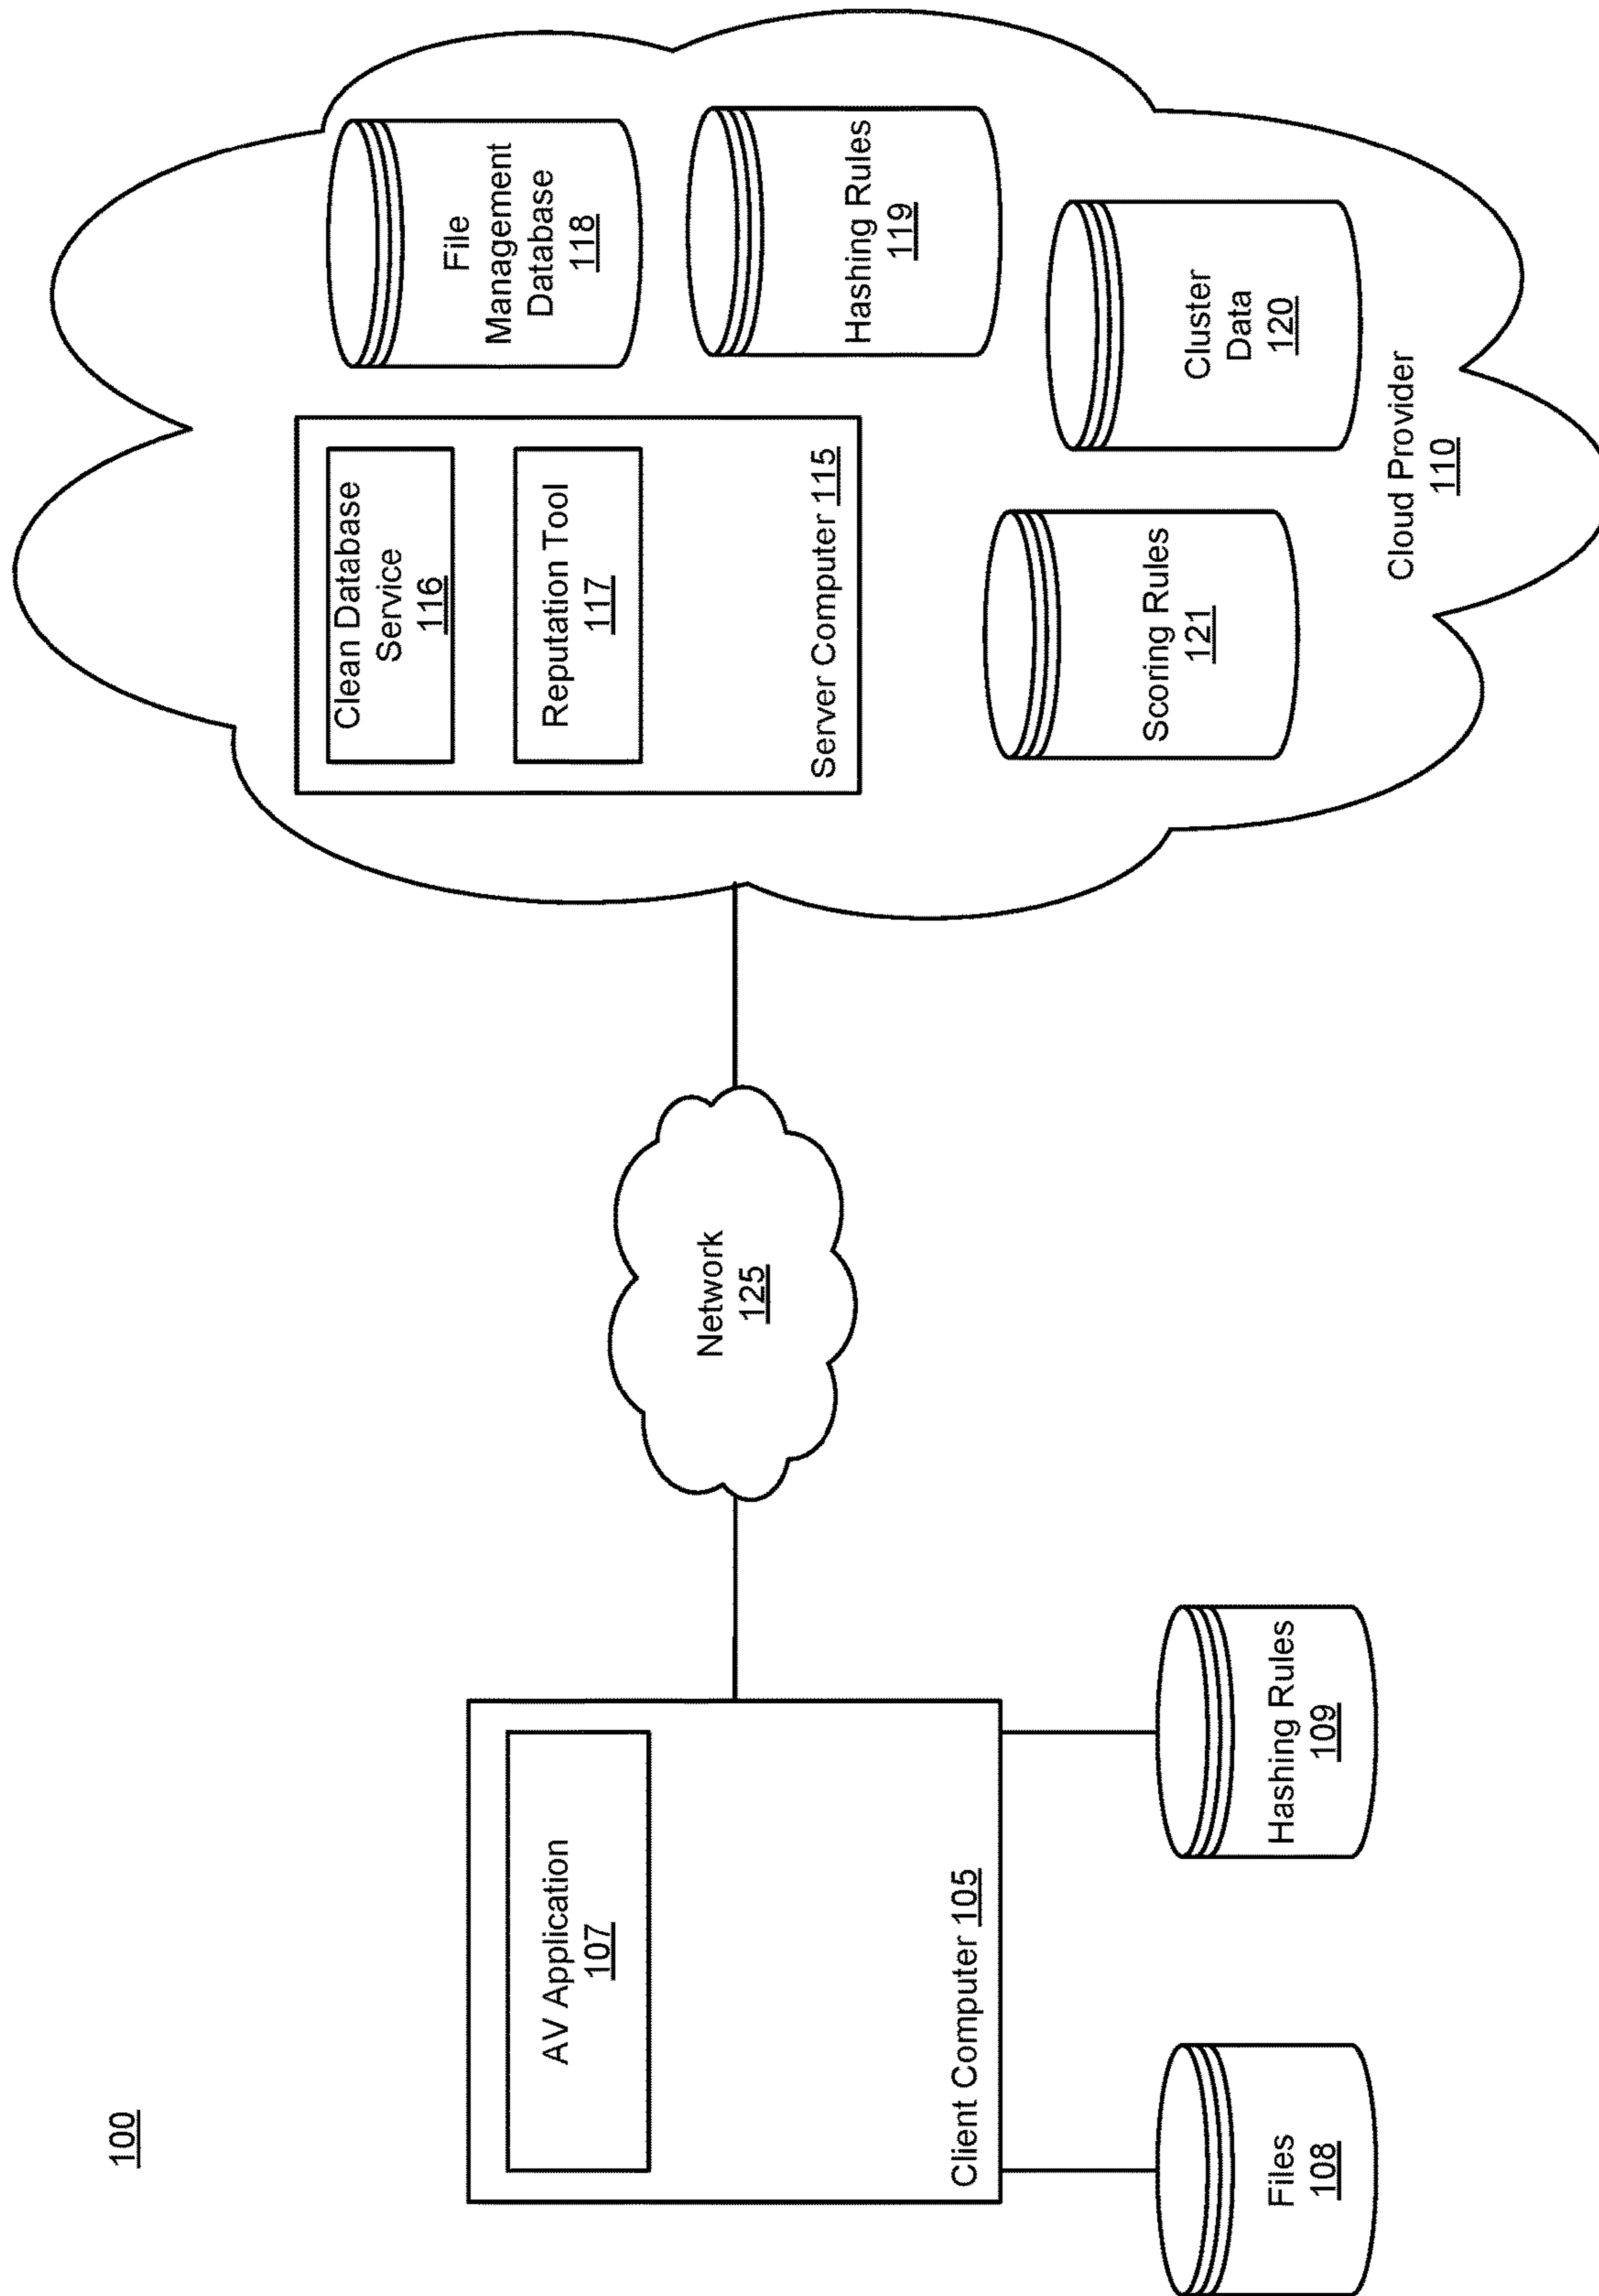 100
AV Application
107
Client Computer 105
Files
108
Hashing Rules
109
Network
125
Clean Database
Service
116
Reputation Tool
117
Server Computer 115
File
Management
Database
118
Hashing Rules
119
Cluster
Data
120
Scoring Rules
121
Cloud Provider
110